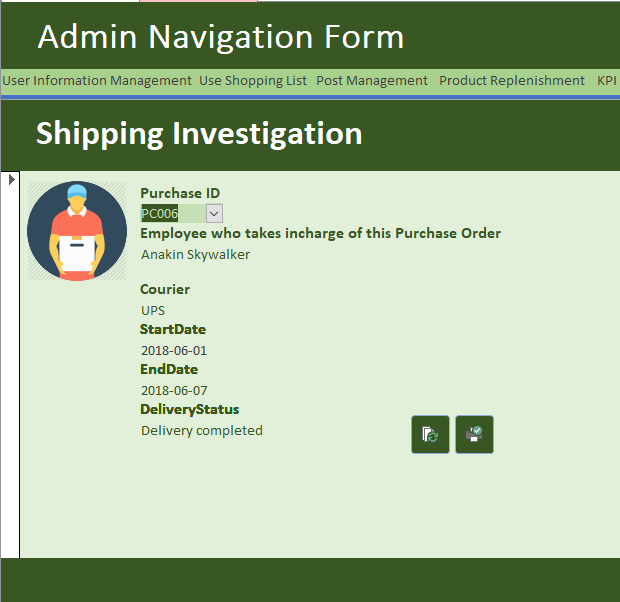 Admin Navigation Form
User Information Management Use Shopping List Post Management Product Replenishment KPI
Shipping Investigation
Purchase ID
PC006
Employee who takes incharge of this Purchase Order
Anakin Skywalker
Courier
UPS
StartDate
2018-06-01
EndDate
2018-06-07
DeliveryStatus
Delivery completed